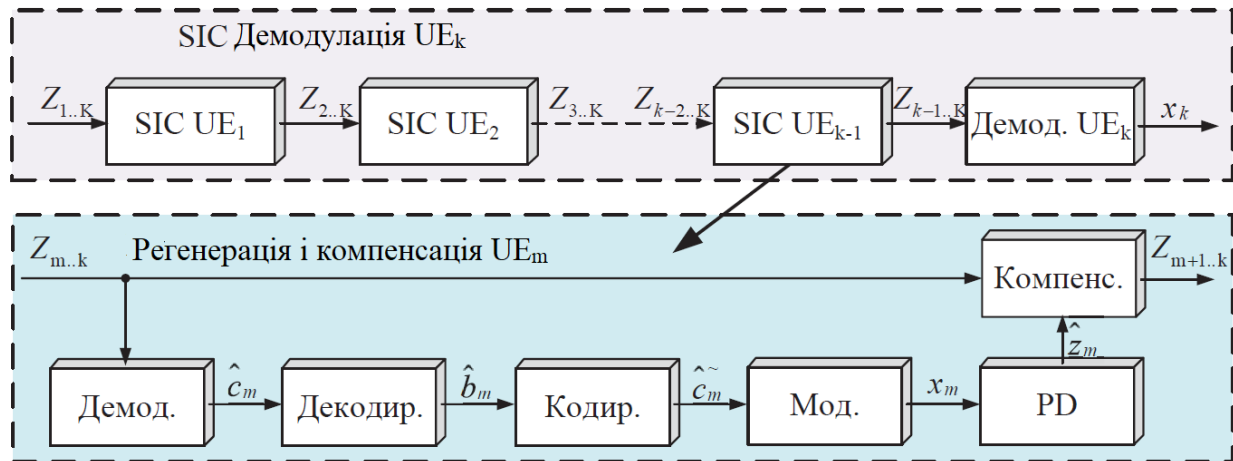 SIC Демодулація UEk
Z1..K Z2..K Z3..K Zk−2..K Zk−1..K xk
SIC UE1 SIC UE2 SIC UEk-1 Демод. UEk
Регенерація і компенсація UEm
Zm..k Zm+1..k
Компенс.
ĉm b̂m ĉ~m xm ẑm
Демод. Декодир. Кодир. Мод. PD